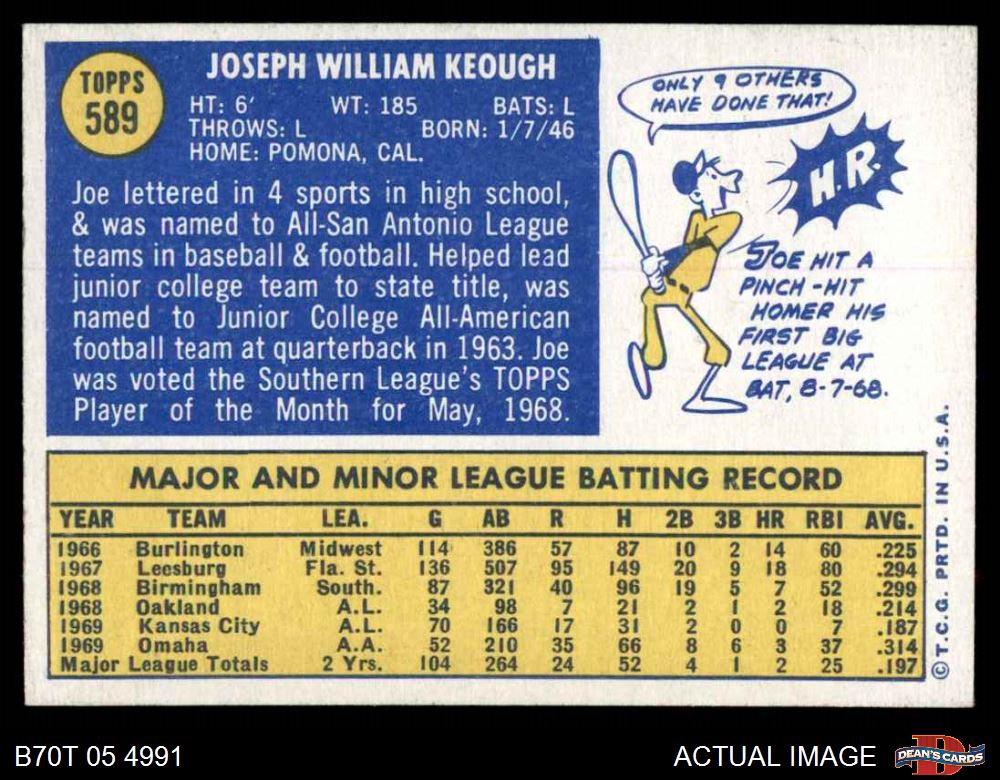 TOPPS
589
JOSEPH WILLIAM KEOUGH
HT: 6' WT: 185 BATS: L
THROWS: L BORN: 1/7/46
HOME: POMONA, CAL.
Joe lettered in 4 sports in high school,
& was named to All-San Antonio League
teams in baseball & football. Helped lead
junior college team to state title, was
named to Junior College All-American
football team at quarterback in 1963. Joe
was voted the Southern League's TOPPS
Player of the Month for May, 1968.
ONLY 9 OTHERS
HAVE DONE THAT!
H.R.
JOE HIT A
PINCH-HIT
HOMER HIS
FIRST BIG
LEAGUE AT
BAT, 8-7-68.
MAJOR AND MINOR LEAGUE BATTING RECORD
YEAR TEAM LEA. G AB R H 2B 3B HR RBI AVG.
1966 Burlington Midwest 114 386 57 87 10 2 14 60 .225
1967 Leesburg Fla. St. 136 507 95 149 20 9 18 80 .294
1968 Birmingham South. 87 321 40 96 19 5 7 52 .299
1968 Oakland A.L. 34 98 7 21 2 1 2 18 .214
1969 Kansas City A.L. 70 166 17 31 2 0 0 7 .187
1969 Omaha A.A. 52 210 35 66 8 6 3 37 .314
Major League Totals 2 Yrs. 104 264 24 52 4 1 2 25 .197
© T.C.G. PRTD. IN U.S.A.
B70T 05 4991
ACTUAL IMAGE
DEAN'S CARDS